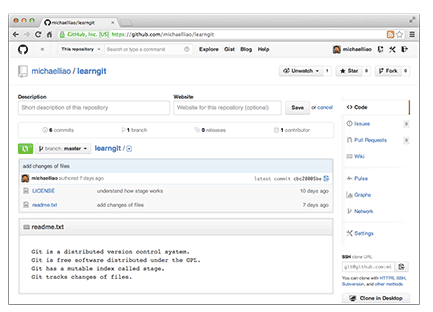 michaelliao/learngit
GitHub, Inc. [US] https://github.com/michaelliao/learngit
This repository Search or type a command Explore Gist Blog Help michaelliao
michaelliao / learngit Unwatch 1 Star 0 Fork 0
Description Website
Short description of this repository Website for this repository (optional) Save or cancel
6 commits 1 branch 0 releases 1 contributor
branch: master learngit /
add changes of files
michaelliao authored 7 days ago latest commit cbc20005be
LICENSE understand how stage works 10 days ago
readme.txt add changes of files 7 days ago
readme.txt
Git is a distributed version control system.
Git is free software distributed under the GPL.
Git has a mutable index called stage.
Git tracks changes of files.
Code
Issues 0
Pull Requests 0
Wiki
Pulse
Graphs
Network
Settings
SSH clone URL
git@github.com:mi
You can clone with HTTPS, SSH,
Subversion, and other methods.
Clone in Desktop